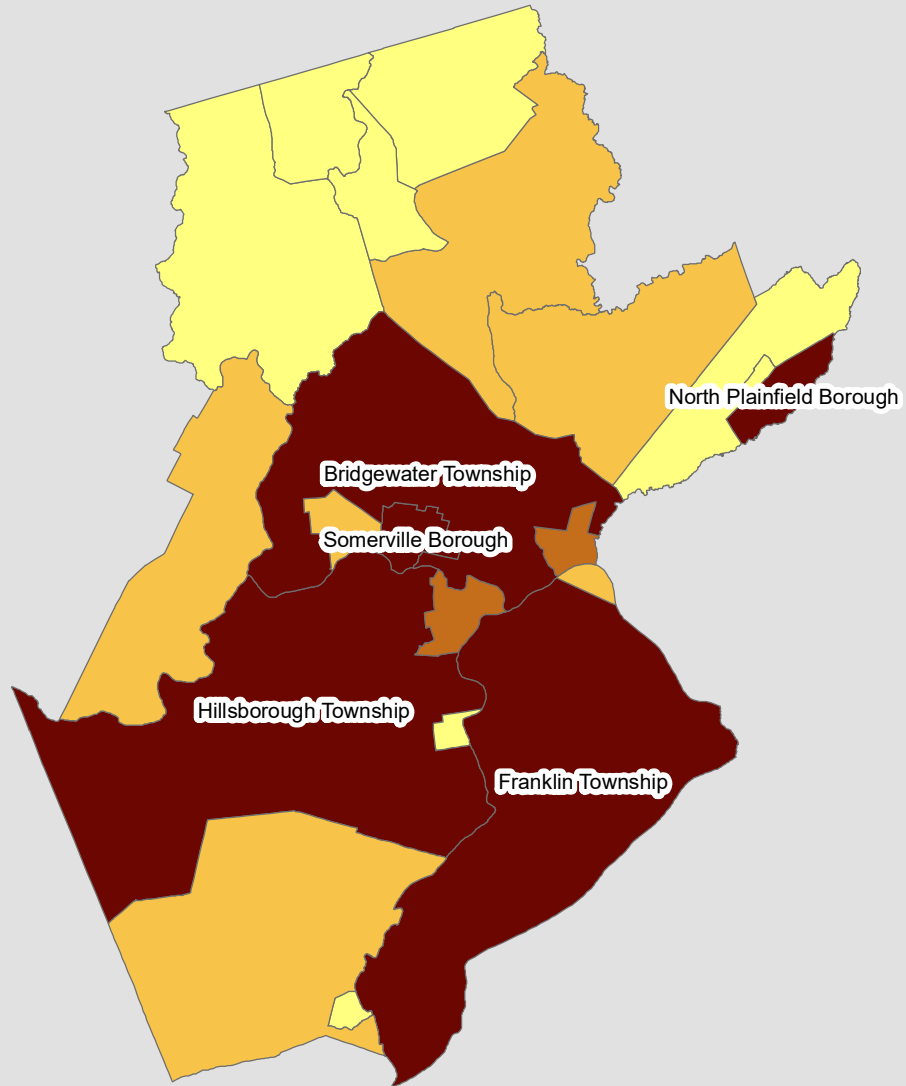 North Plainfield Borough
Bridgewater Township
Somerville Borough
Hillsborough Township
Franklin Township